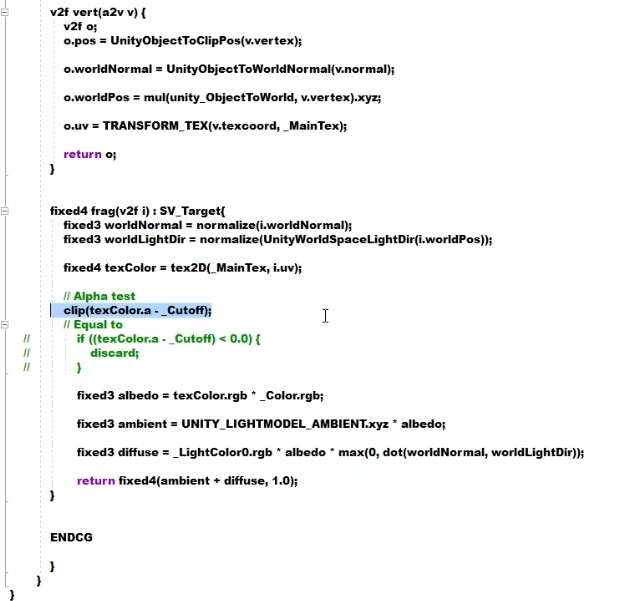 v2f vert(a2v v) {
v2f o;
o.pos = UnityObjectToClipPos(v.vertex);
o.worldNormal = UnityObjectToWorldNormal(v.normal);
o.worldPos = mul(unity_ObjectToWorld, v.vertex).xyz;
o.uv = TRANSFORM_TEX(v.texcoord, _MainTex);
return o;
}
fixed4 frag(v2f i) : SV_Target{
fixed3 worldNormal = normalize(i.worldNormal);
fixed3 worldLightDir = normalize(UnityWorldSpaceLightDir(i.worldPos));
fixed4 texColor = tex2D(_MainTex, i.uv);
// Alpha test
clip(texColor.a - _Cutoff);
// Equal to
// if ((texColor.a - _Cutoff) < 0.0) {
// discard;
// }
fixed3 albedo = texColor.rgb * _Color.rgb;
fixed3 ambient = UNITY_LIGHTMODEL_AMBIENT.xyz * albedo;
fixed3 diffuse = _LightColor0.rgb * albedo * max(0, dot(worldNormal, worldLightDir));
return fixed4(ambient + diffuse, 1.0);
}
ENDCG
}
}
}